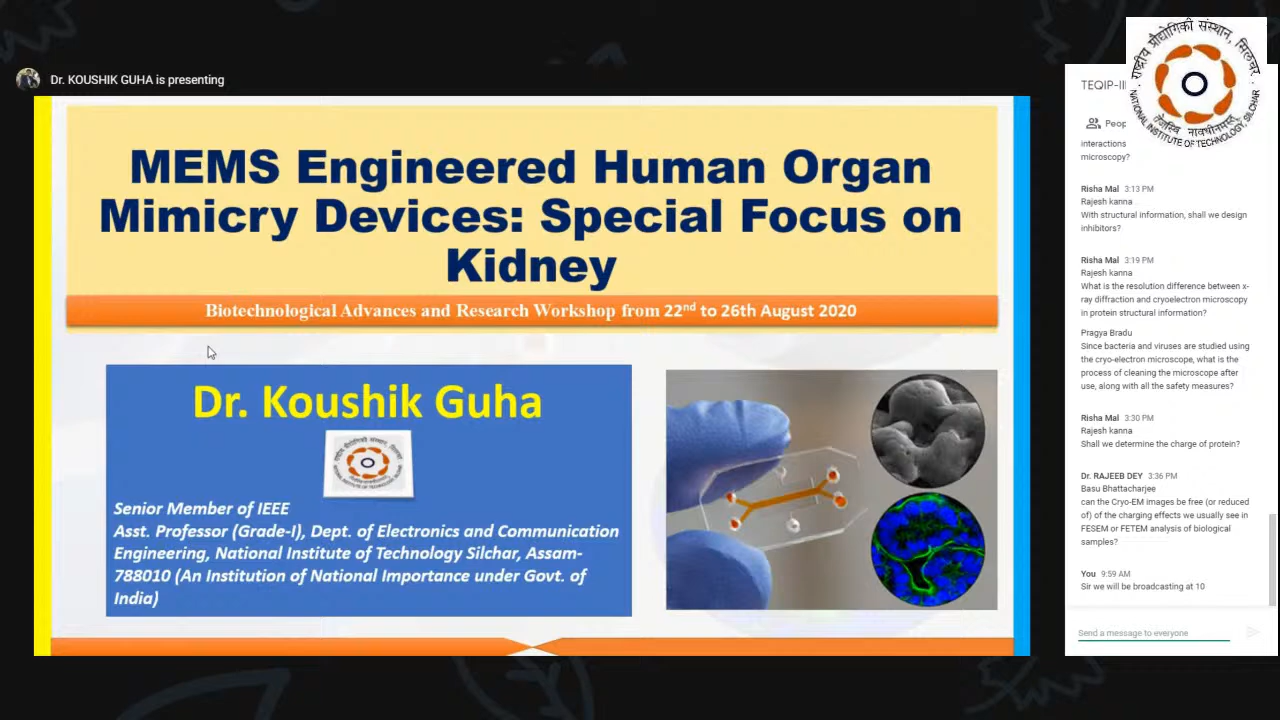 Dr. KOUSHIK GUHA is presenting
MEMS Engineered Human Organ
Mimicry Devices: Special Focus on
Kidney
Biotechnological Advances and Research Workshop from 22nd to 26th August 2020
Dr. Koushik Guha
Senior Member of IEEE
Asst. Professor (Grade-I), Dept. of Electronics and Communication
Engineering, National Institute of Technology Silchar, Assam-
788010 (An Institution of National Importance under Govt. of
India)
राष्ट्रीय प्रौद्योगिकी संस्थान, सिलचर
NATIONAL INSTITUTE OF TECHNOLOGY, SILCHAR
TEQIP-III
Peop
interactions
microscopy?
Risha Mal 3:13 PM
Rajesh kanna
With structural information, shall we design
inhibitors?
Risha Mal 3:19 PM
Rajesh kanna
What is the resolution difference between x-
ray diffraction and cryoelectron microscopy
in protein structural information?
Pragya Bradu
Since bacteria and viruses are studied using
the cryo-electron microscope, what is the
process of cleaning the microscope after
use, along with all the safety measures?
Risha Mal 3:30 PM
Rajesh kanna
Shall we determine the charge of protein?
Dr. RAJEEB DEY 3:36 PM
Basu Bhattacharjee
can the Cryo-EM images be free (or reduced
of) of the charging effects we usually see in
FESEM or FETEM analysis of biological
samples?
You 9:59 AM
Sir we will be broadcasting at 10
Send a message to everyone